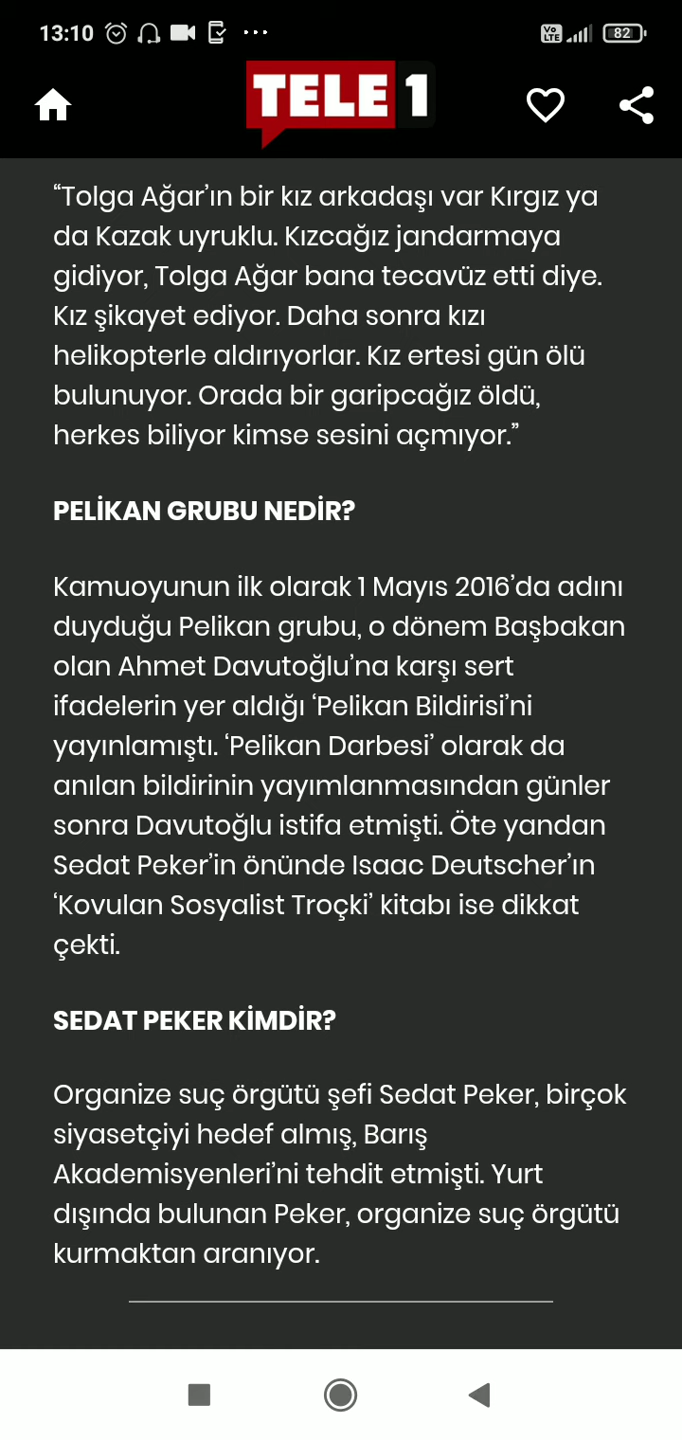 13:10
Vo LTE
82
TELE 1
“Tolga Ağar’ın bir kız arkadaşı var Kırgız ya
da Kazak uyruklu. Kızcağız jandarmaya
gidiyor, Tolga Ağar bana tecavüz etti diye.
Kız şikayet ediyor. Daha sonra kızı
helikopterle aldırıyorlar. Kız ertesi gün ölü
bulunuyor. Orada bir garipcağız öldü,
herkes biliyor kimse sesini açmıyor.”
PELİKAN GRUBU NEDİR?
Kamuoyunun ilk olarak 1 Mayıs 2016’da adını
duyduğu Pelikan grubu, o dönem Başbakan
olan Ahmet Davutoğlu’na karşı sert
ifadelerin yer aldığı ‘Pelikan Bildirisi’ni
yayınlamıştı. ‘Pelikan Darbesi’ olarak da
anılan bildirinin yayımlanmasından günler
sonra Davutoğlu istifa etmişti. Öte yandan
Sedat Peker’in önünde Isaac Deutscher’ın
‘Kovulan Sosyalist Troçki’ kitabı ise dikkat
çekti.
SEDAT PEKER KİMDİR?
Organize suç örgütü şefi Sedat Peker, birçok
siyasetçiyi hedef almış, Barış
Akademisyenleri’ni tehdit etmişti. Yurt
dışında bulunan Peker, organize suç örgütü
kurmaktan aranıyor.